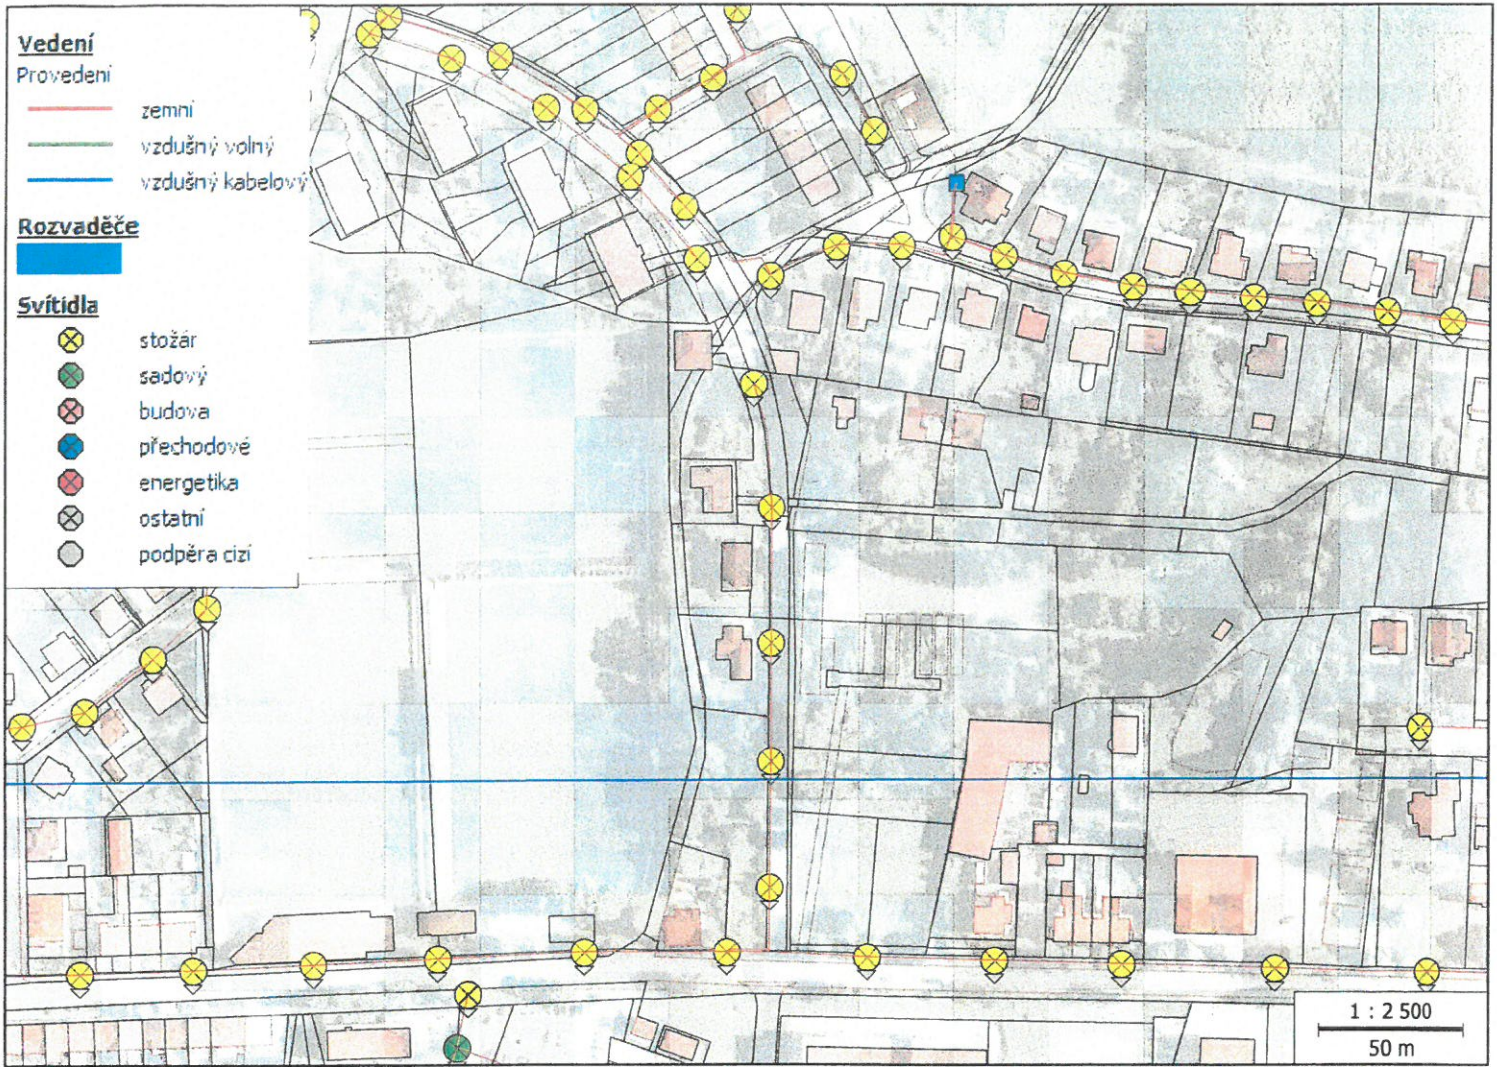 Vedení
Provedení
zemní
vzdušný volný
vzdušný kabelový
Rozvaděče
Svítidla
stožár
sadový
budova
přechodové
energetika
ostatní
podpěra cizí
1 : 2 500
50 m